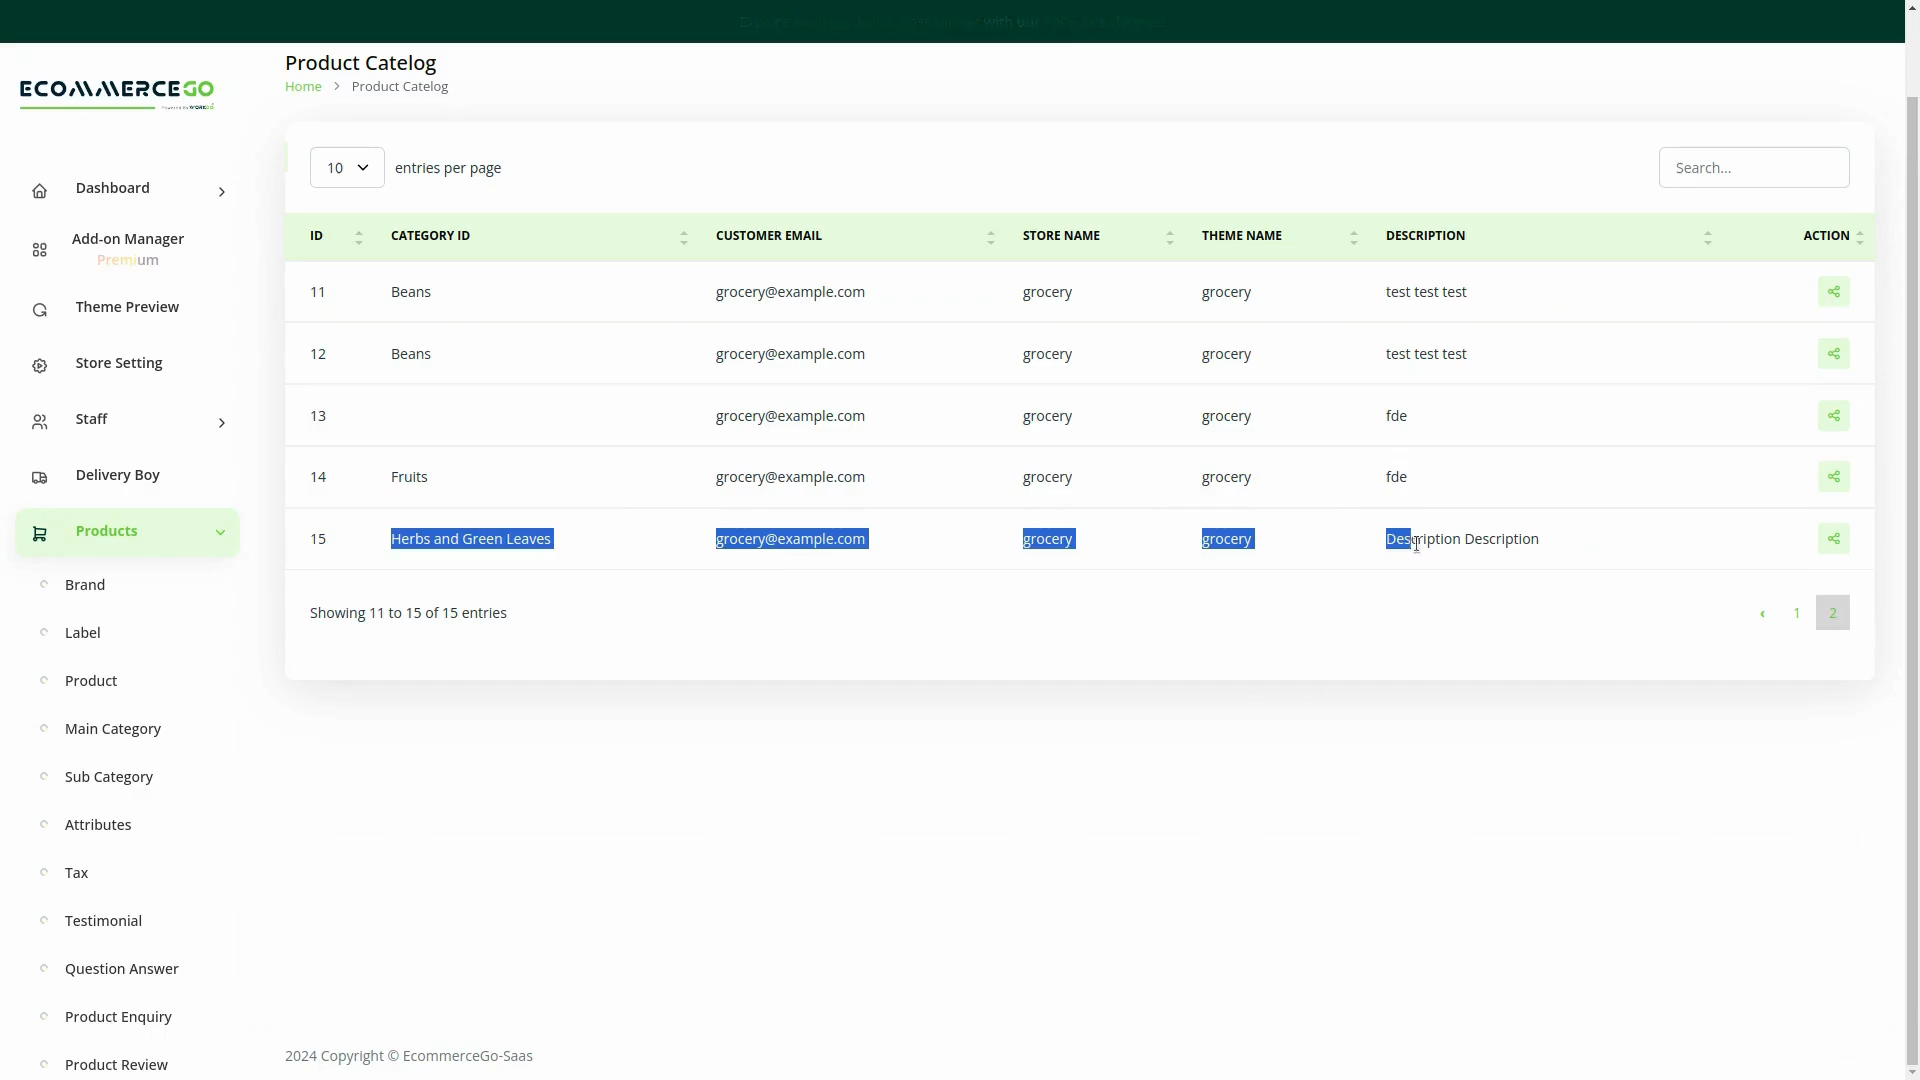 with our
Product Catelog
Home > Product Catelog
ECOMMERCEGO
10 entries per page
Search...
ID CATEGORY ID CUSTOMER EMAIL STORE NAME THEME NAME DESCRIPTION ACTION
11 Beans grocery@example.com grocery grocery test test test
12 Beans grocery@example.com grocery grocery test test test
13 grocery@example.com grocery grocery fde
14 Fruits grocery@example.com grocery grocery fde
15 Herbs and Green Leaves grocery@example.com grocery grocery Description Description
Showing 11 to 15 of 15 entries
‹ 1 2
Dashboard
Add-on Manager
Premium
Theme Preview
Store Setting
Staff
Delivery Boy
Products
Brand
Label
Product
Main Category
Sub Category
Attributes
Tax
Testimonial
Question Answer
Product Enquiry
Product Review
2024 Copyright © EcommerceGo-Saas